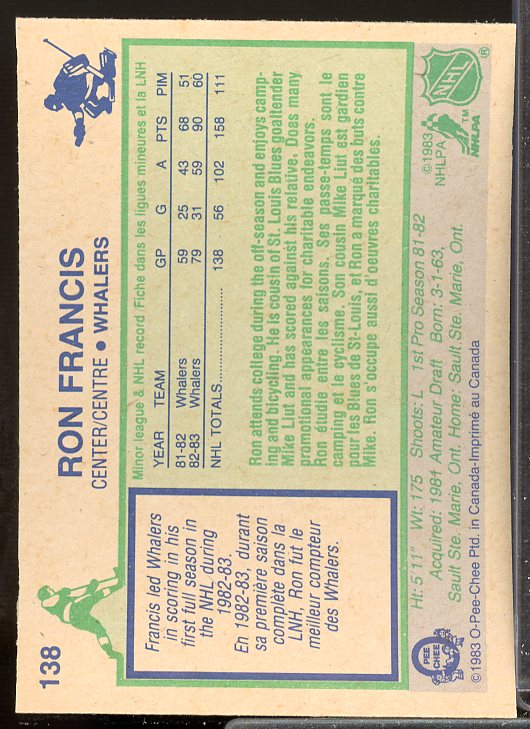 138
RON FRANCIS
CENTER/CENTRE • WHALERS
Francis led Whalers
in scoring in his
first full season in
the NHL during
1982-83.
En 1982-83, durant
sa première saison
complète dans la
LNH, Ron fut le
meilleur compteur
des Whalers.
Minor league & NHL record Fiche dans les ligues mineures et la LNH
YEAR TEAM GP G A PTS PIM
81-82 Whalers 59 25 43 68 51
82-83 Whalers 79 31 59 90 60
NHL TOTALS 138 56 102 158 111
Ron attends college during the off-season and enjoys camp-
ing and bicycling. He is cousin of St. Louis Blues goaltender
Mike Liut and has scored against his relative. Does many
promotional appearances for charitable endeavors.
Ron étudie entre les saisons. Ses passe-temps sont le
camping et le cyclisme. Son cousin Mike Liut est gardien
pour les Blues de St-Louis, et Ron a marqué des buts contre
Mike. Ron s'occupe aussi d'oeuvres charitables.
Ht: 5'1.1" Wt: 175 Shoots: L 1st Pro Season 81-82
Acquired: 1981 Amateur Draft Born: 3-1-63,
Sault Ste. Marie, Ont. Home: Sault Ste. Marie, Ont.
©1983 O-Pee-Chee Ptd. in Canada-Imprimé au Canada
O
PEE
CHEE
©1983
NHLPA
TM
NHLPA
NHL
®